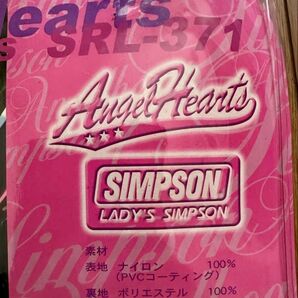 Hearts
SRL-371
Angel Hearts
SIMPSON
LADY'S SIMPSON
素材
表地 ナイロン 100%
(PVCコーティング)
裏地 ポリエステル 100%